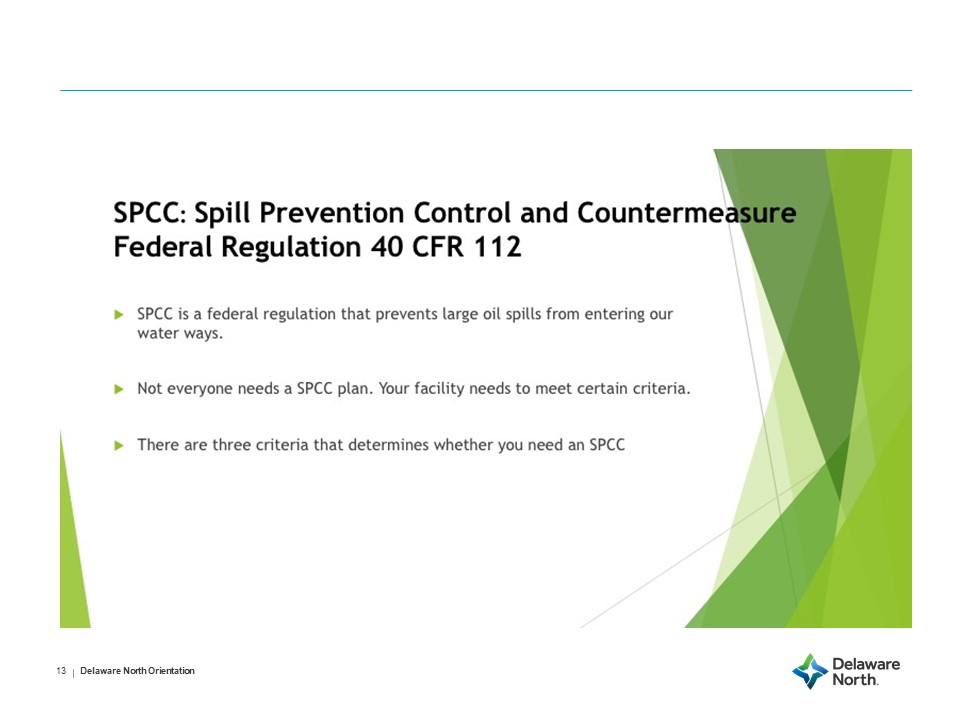 SPCC: Spill Prevention Control and Countermeasure
Federal Regulation 40 CFR 112
SPCC is a federal regulation that prevents large oil spills from entering our
water ways.
Not everyone needs a SPCC plan. Your facility needs to meet certain criteria.
There are three criteria that determines whether you need an SPCC
13 | Delaware North Orientation
Delaware
North.